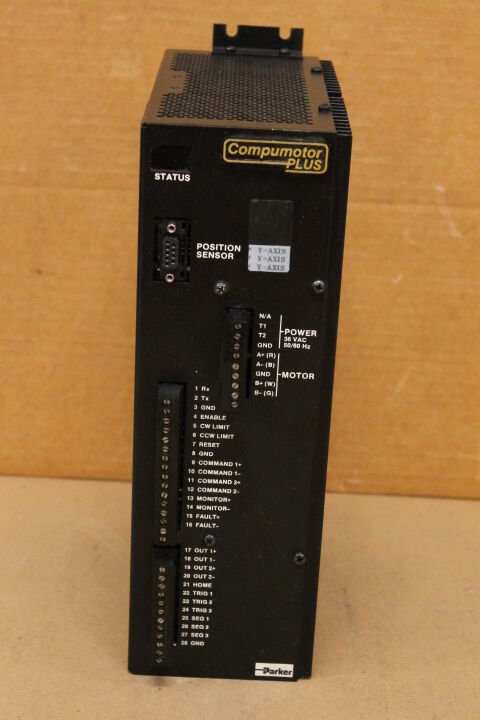 Compumotor
PLUS
STATUS
POSITION
SENSOR
* Y-AXIS
* Y-AXIS
* Y-AXIS
N/A
T1
T2
GND
POWER
36 VAC
50/60 Hz
A+ (R)
A– (B)
GND
B+ (W)
B– (G)
MOTOR
1 Rx
2 Tx
3 GND
4 ENABLE
5 CW LIMIT
6 CCW LIMIT
7 RESET
8 GND
9 COMMAND 1+
10 COMMAND 1–
11 COMMAND 2+
12 COMMAND 2–
13 MONITOR+
14 MONITOR–
15 FAULT+
16 FAULT–
17 OUT 1+
18 OUT 1–
19 OUT 2+
20 OUT 2–
21 HOME
22 TRIG 1
23 TRIG 2
24 TRIG 3
25 SEQ 1
26 SEQ 2
27 SEQ 3
28 GND
Parker